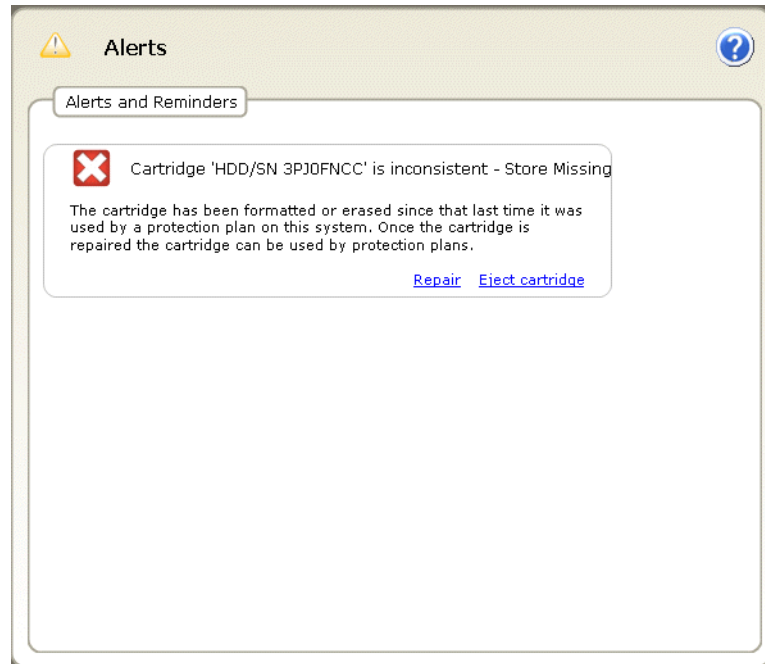 Alerts
?
Alerts and Reminders
Cartridge 'HDD/SN 3PJ0FNCC' is inconsistent - Store Missing
The cartridge has been formatted or erased since that last time it was
used by a protection plan on this system. Once the cartridge is
repaired the cartridge can be used by protection plans.
Repair Eject cartridge